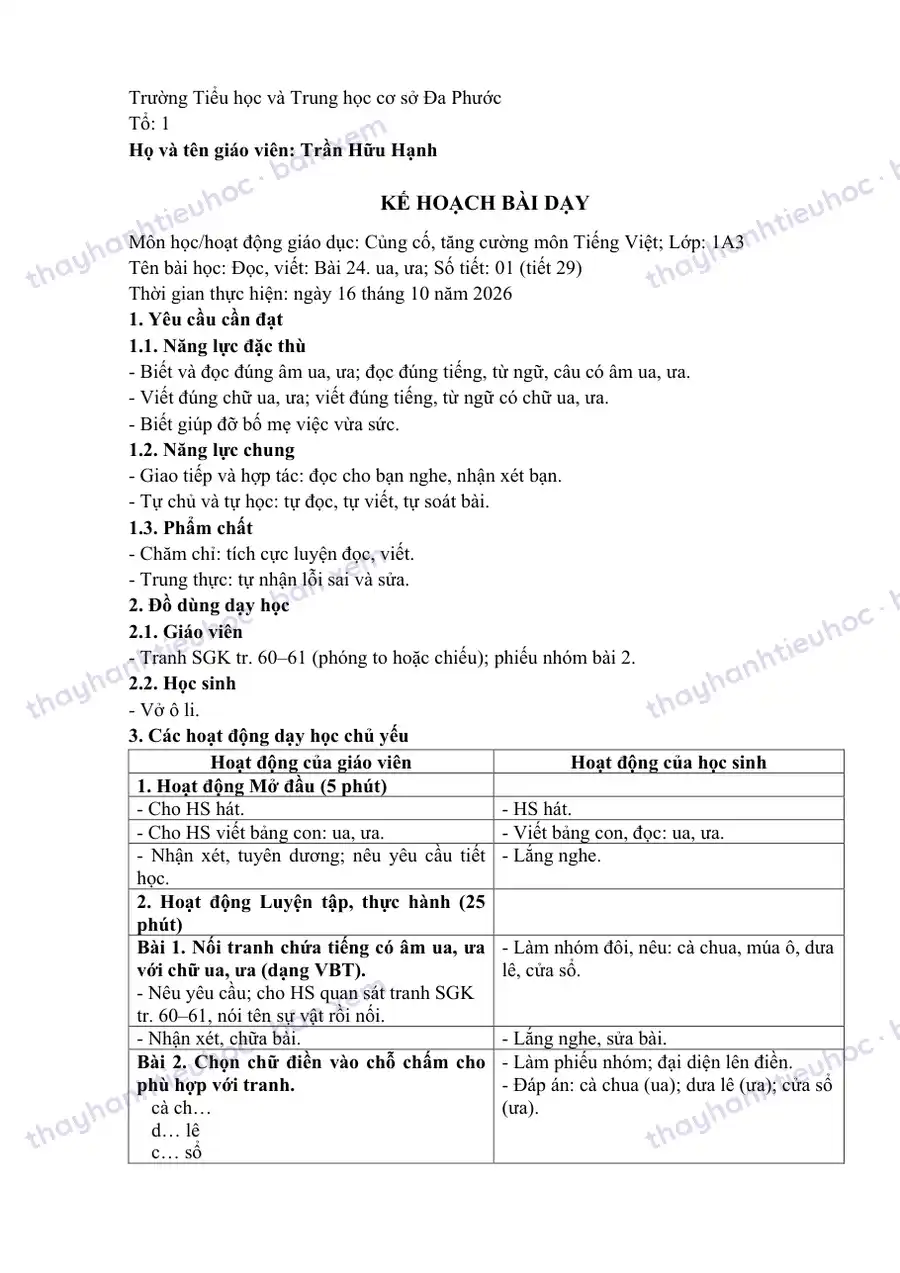 Trường Tiểu học và Trung học cơ sở Đa Phước
Tổ: 1
Họ và tên giáo viên: Trần Hữu Hạnh
KẾ HOẠCH BÀI DẠY
Môn học/hoạt động giáo dục: Củng cố, tăng cường môn Tiếng Việt; Lớp: 1A3
Tên bài học: Đọc, viết: Bài 24. ua, ưa; Số tiết: 01 (tiết 29)
Thời gian thực hiện: ngày 16 tháng 10 năm 2026
1. Yêu cầu cần đạt
1.1. Năng lực đặc thù
- Biết và đọc đúng âm ua, ưa; đọc đúng tiếng, từ ngữ, câu có âm ua, ưa.
- Viết đúng chữ ua, ưa; viết đúng tiếng, từ ngữ có chữ ua, ưa.
- Biết giúp đỡ bố mẹ việc vừa sức.
1.2. Năng lực chung
- Giao tiếp và hợp tác: đọc cho bạn nghe, nhận xét bạn.
- Tự chủ và tự học: tự đọc, tự viết, tự soát bài.
1.3. Phẩm chất
- Chăm chỉ: tích cực luyện đọc, viết.
- Trung thực: tự nhận lỗi sai và sửa.
2. Đồ dùng dạy học
2.1. Giáo viên
- Tranh SGK tr. 60–61 (phóng to hoặc chiếu); phiếu nhóm bài 2.
2.2. Học sinh
- Vở ô li.
3. Các hoạt động dạy học chủ yếu
Hoạt động của giáo viên
Hoạt động của học sinh
1. Hoạt động Mở đầu (5 phút)
- Cho HS hát.
- HS hát.
- Cho HS viết bảng con: ua, ưa.
- Viết bảng con, đọc: ua, ưa.
- Nhận xét, tuyên dương; nêu yêu cầu tiết
học.
- Lắng nghe.
2. Hoạt động Luyện tập, thực hành (25
phút)
Bài 1. Nối tranh chứa tiếng có âm ua, ưa
với chữ ua, ưa (dạng VBT).
- Nêu yêu cầu; cho HS quan sát tranh SGK
tr. 60–61, nói tên sự vật rồi nối.
- Làm nhóm đôi, nêu: cà chua, múa ô, dưa
lê, cửa sổ.
- Nhận xét, chữa bài.
- Lắng nghe, sửa bài.
Bài 2. Chọn chữ điền vào chỗ chấm cho
phù hợp với tranh.
cà ch…
d… lê
c… sổ
- Làm phiếu nhóm; đại diện lên điền.
- Đáp án: cà chua (ua); dưa lê (ưa); cửa sổ
(ưa).
thayhanhtieuhoc · bản xem
thayhanhtieuhoc · b
thayhanhtieuhoc · bản xem
thayhanhtieuhoc · b
thayhanhtieuhoc · bản xem
thayhanhtieuhoc · b